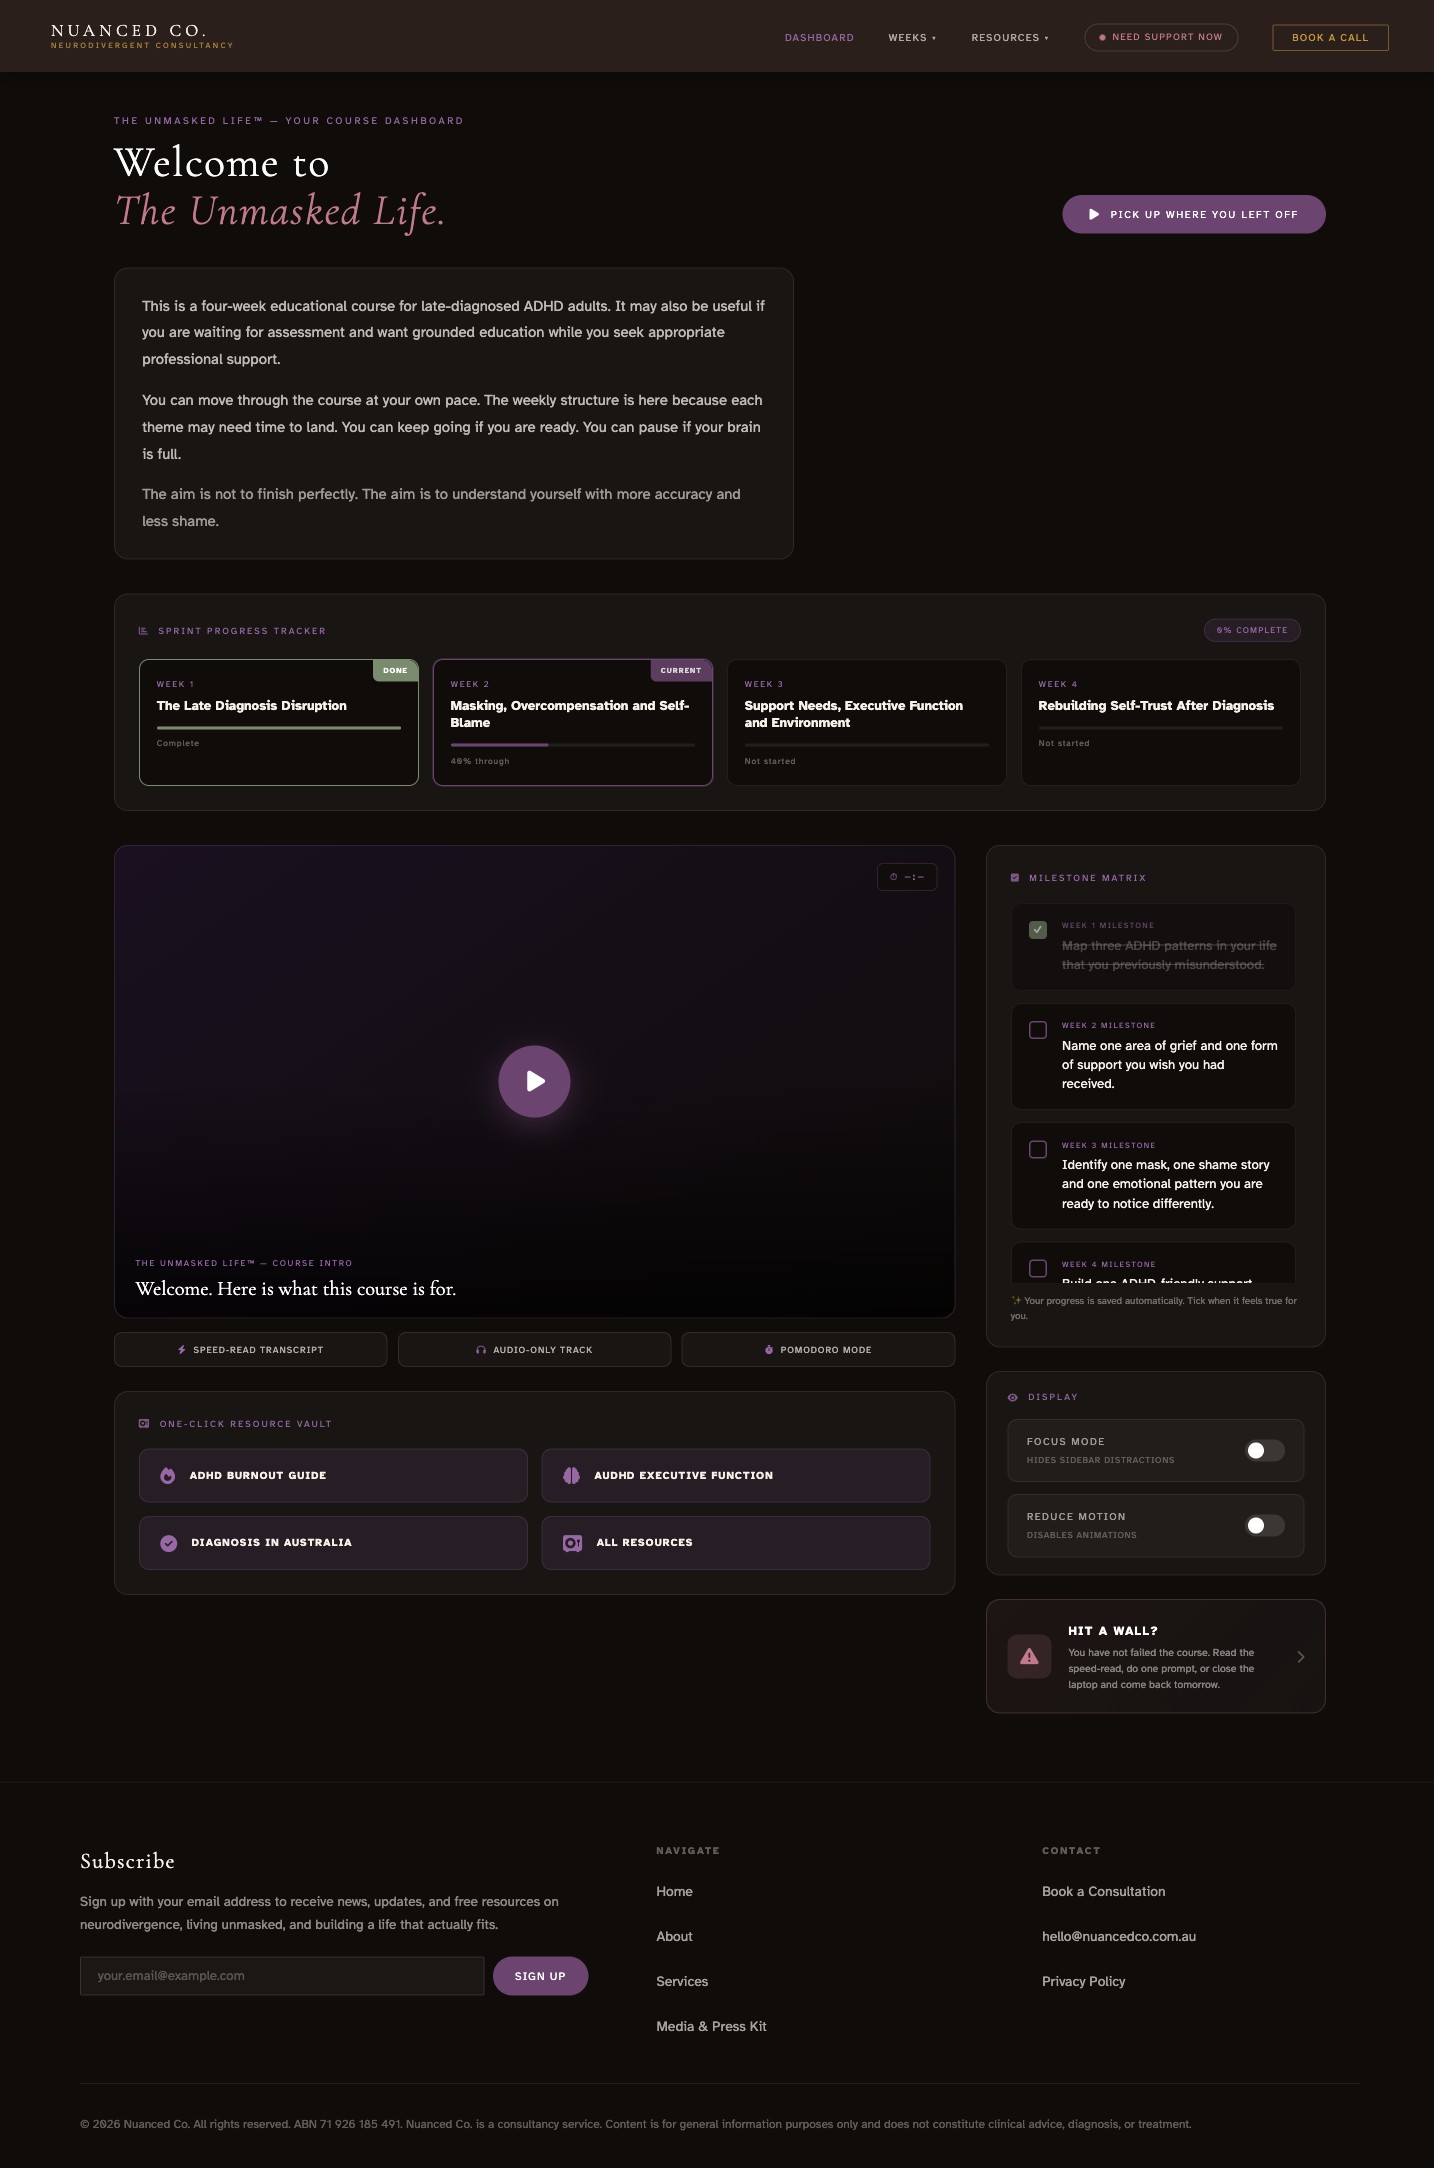 NUANCED CO.
NEURODIVERGENT CONSULTANCY
DASHBOARD
WEEKS
RESOURCES
NEED SUPPORT NOW
BOOK A CALL
THE UNMASKED LIFE™ — YOUR COURSE DASHBOARD
Welcome to
The Unmasked Life.
PICK UP WHERE YOU LEFT OFF
This is a four-week educational course for late-diagnosed ADHD adults. It may also be useful if
you are waiting for assessment and want grounded education while you seek appropriate
professional support.
You can move through the course at your own pace. The weekly structure is here because each
theme may need time to land. You can keep going if you are ready. You can pause if your brain
is full.
The aim is not to finish perfectly. The aim is to understand yourself with more accuracy and
less shame.
SPRINT PROGRESS TRACKER
0% COMPLETE
DONE
WEEK 1
The Late Diagnosis Disruption
Complete
CURRENT
WEEK 2
Masking, Overcompensation and Self-
Blame
40% through
WEEK 3
Support Needs, Executive Function
and Environment
Not started
WEEK 4
Rebuilding Self-Trust After Diagnosis
Not started
–:–
THE UNMASKED LIFE™ — COURSE INTRO
Welcome. Here is what this course is for.
SPEED-READ TRANSCRIPT
AUDIO-ONLY TRACK
POMODORO MODE
ONE-CLICK RESOURCE VAULT
ADHD BURNOUT GUIDE
AUDHD EXECUTIVE FUNCTION
DIAGNOSIS IN AUSTRALIA
ALL RESOURCES
MILESTONE MATRIX
WEEK 1 MILESTONE
Map three ADHD patterns in your life
that you previously misunderstood.
WEEK 2 MILESTONE
Name one area of grief and one form
of support you wish you had
received.
WEEK 3 MILESTONE
Identify one mask, one shame story
and one emotional pattern you are
ready to notice differently.
WEEK 4 MILESTONE
Build one ADHD-friendly support
✨ Your progress is saved automatically. Tick when it feels true for
you.
DISPLAY
FOCUS MODE
HIDES SIDEBAR DISTRACTIONS
REDUCE MOTION
DISABLES ANIMATIONS
HIT A WALL?
You have not failed the course. Read the
speed-read, do one prompt, or close the
laptop and come back tomorrow.
Subscribe
Sign up with your email address to receive news, updates, and free resources on
neurodivergence, living unmasked, and building a life that actually fits.
your.email@example.com
SIGN UP
NAVIGATE
Home
About
Services
Media & Press Kit
CONTACT
Book a Consultation
hello@nuancedco.com.au
Privacy Policy
© 2026 Nuanced Co. All rights reserved. ABN 71 926 185 491. Nuanced Co. is a consultancy service. Content is for general information purposes only and does not constitute clinical advice, diagnosis, or treatment.